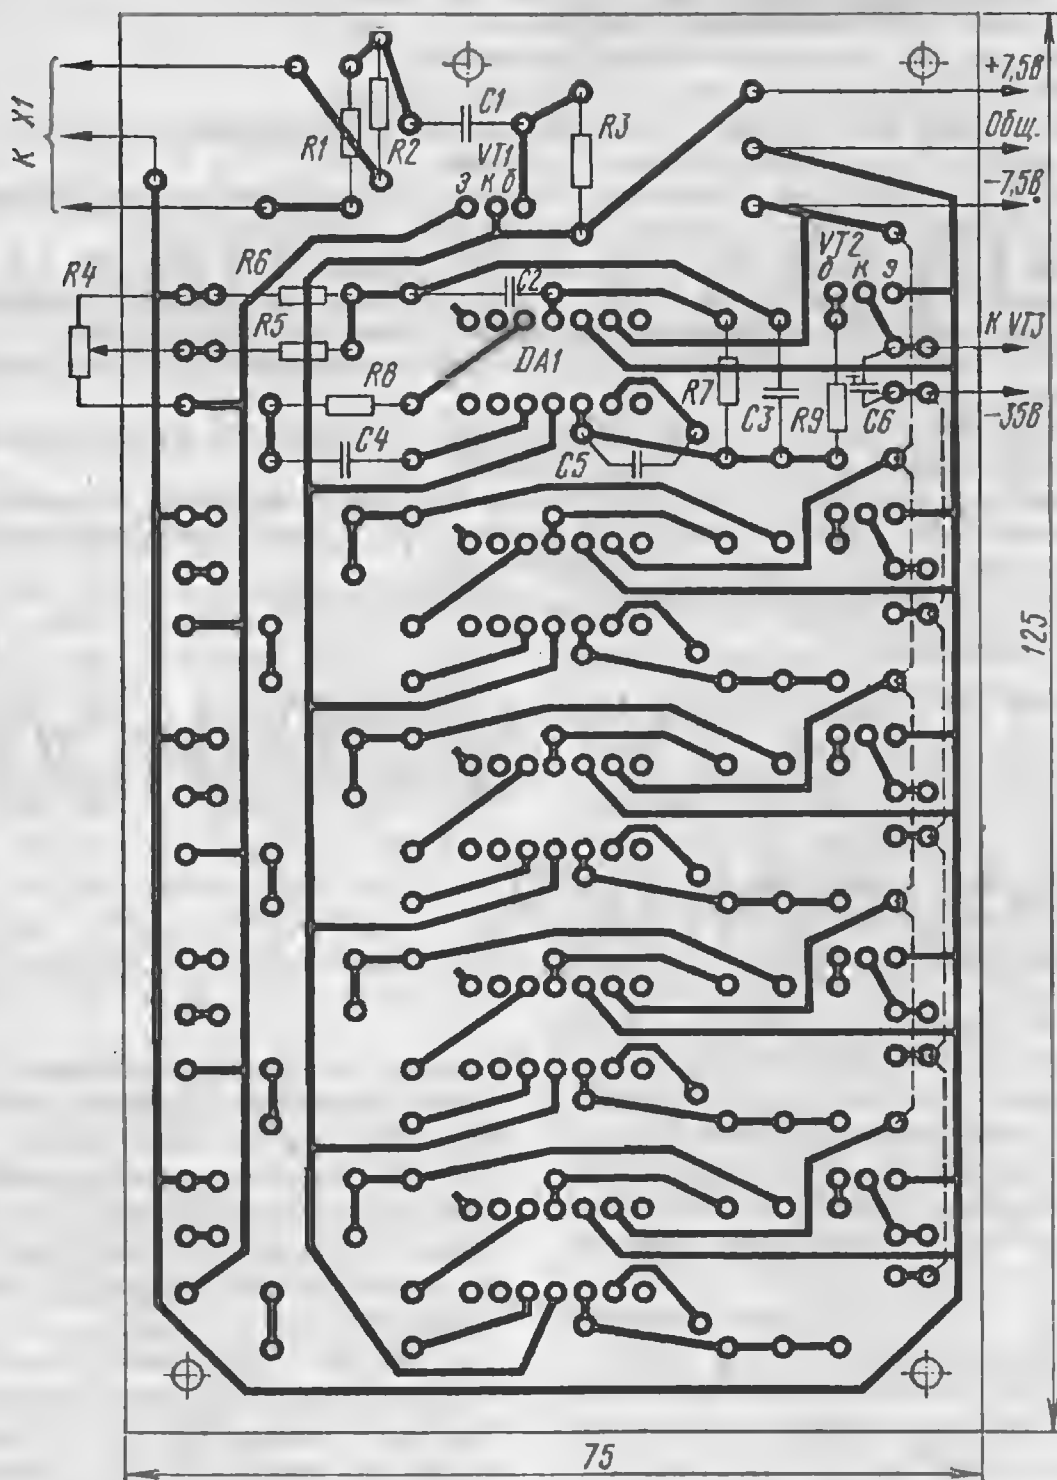 К X1
R1
R2
C1
VT1
э к б
R3
+7,5В
Общ.
-7,5В
R4
R6
R5
R8
C4
C2
DA1
C5
R7
C3
R9
VT2
б к э
C6
К VT3
-35В
125
75